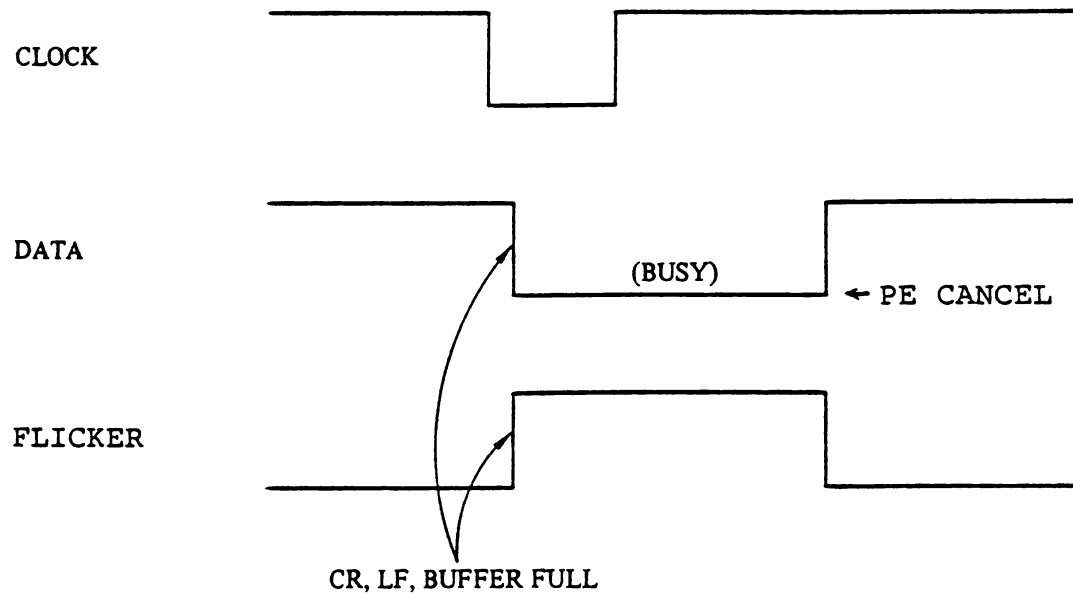 CLOCK
DATA
(BUSY)
← PE CANCEL
FLICKER
CR, LF, BUFFER FULL